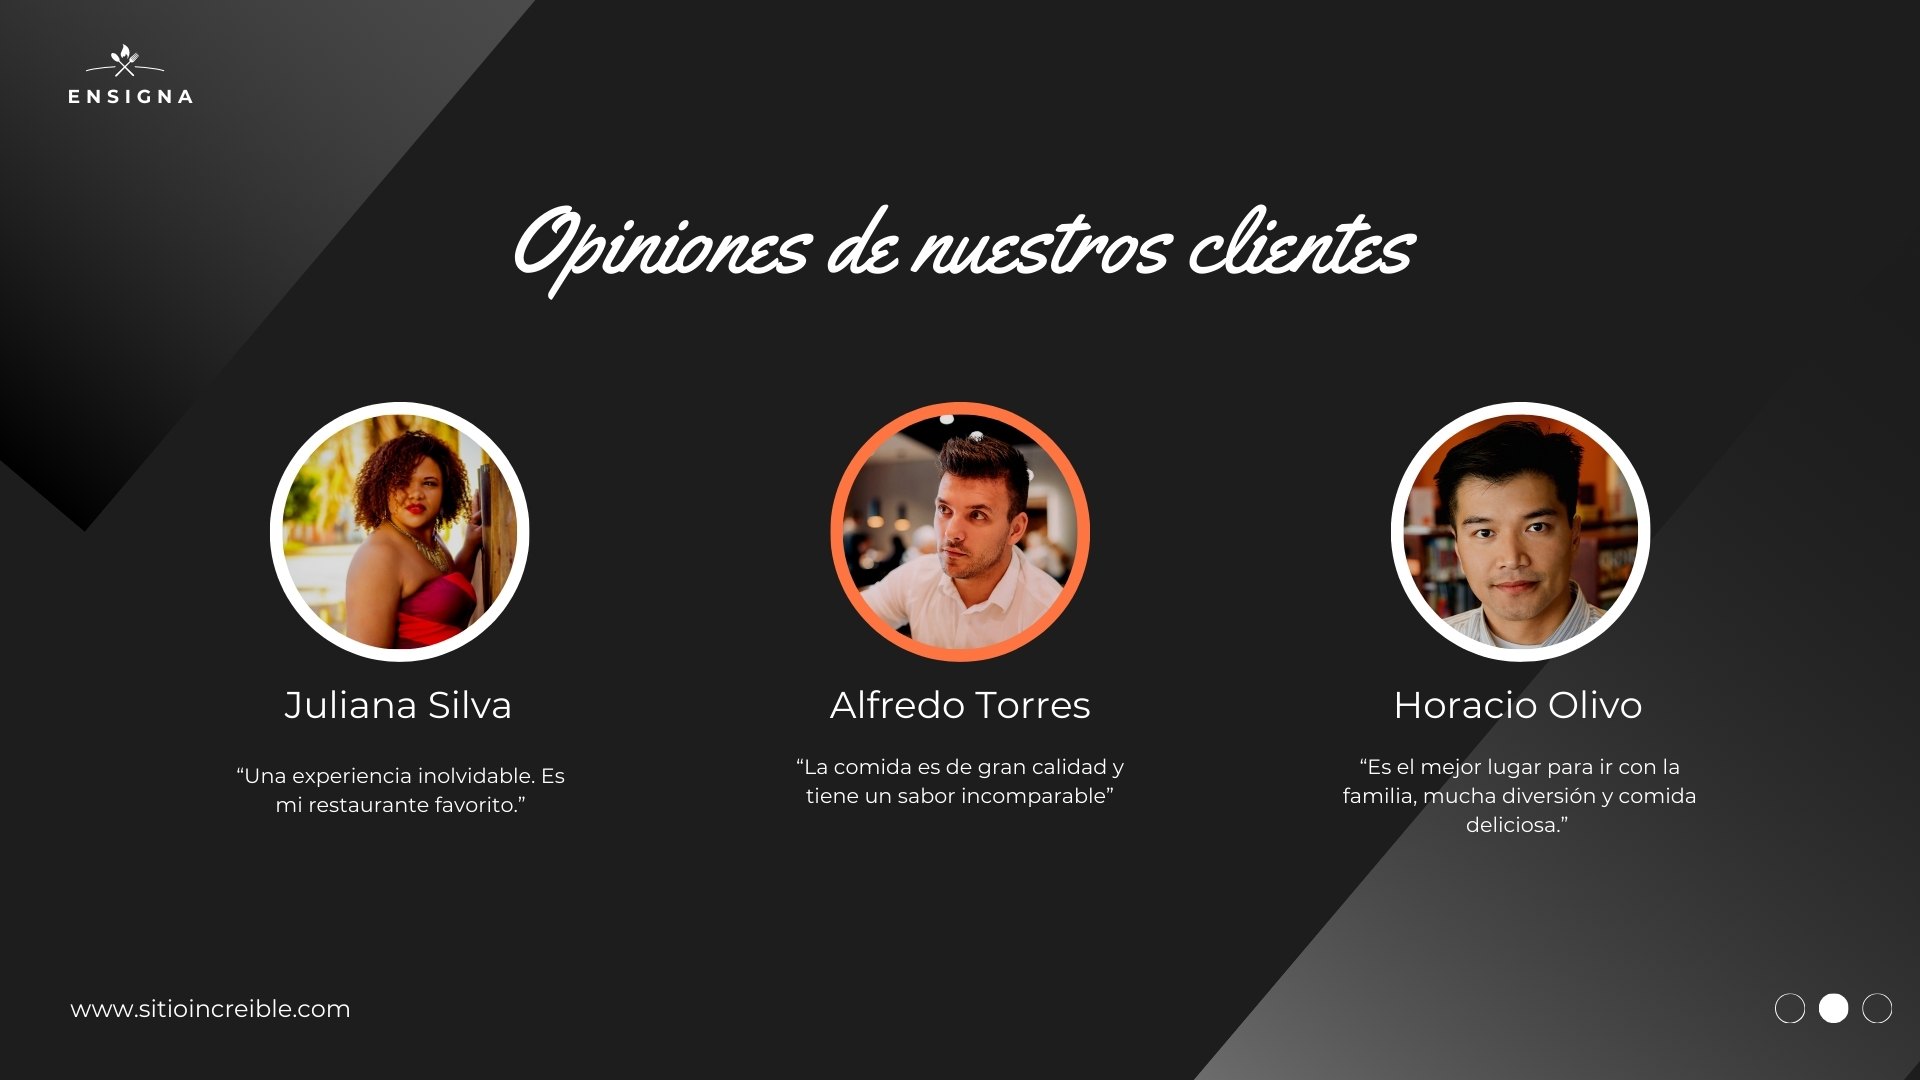 ENSIGNA
Opiniones de nuestros clientes
Juliana Silva
“Una experiencia inolvidable. Es
mi restaurante favorito.”
Alfredo Torres
“La comida es de gran calidad y
tiene un sabor incomparable”
Horacio Olivo
“Es el mejor lugar para ir con la
familia, mucha diversión y comida
deliciosa.”
www.sitioincreible.com